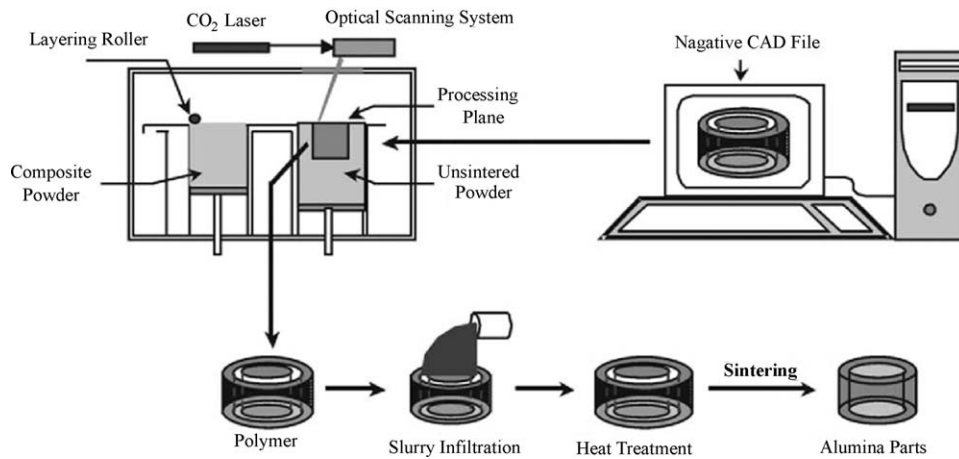 CO₂ Laser
Optical Scanning System
Layering Roller
Nagative CAD File
Processing
Plane
Composite
Powder
Unsintered
Powder
Sintering
Polymer
Slurry Infiltration
Heat Treatment
Alumina Parts